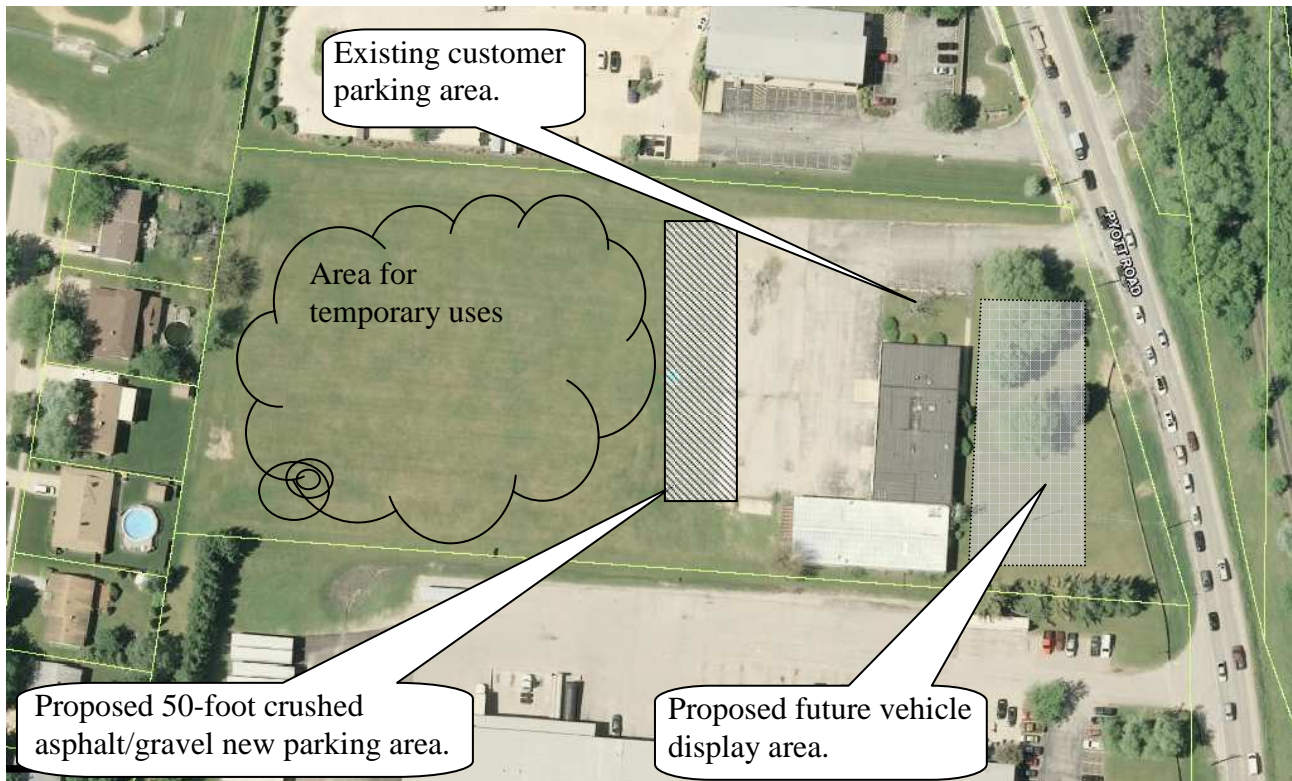 Existing customer
parking area.
Area for
temporary uses
PYOTT ROAD
Proposed 50-foot crushed
asphalt/gravel new parking area.
Proposed future vehicle
display area.